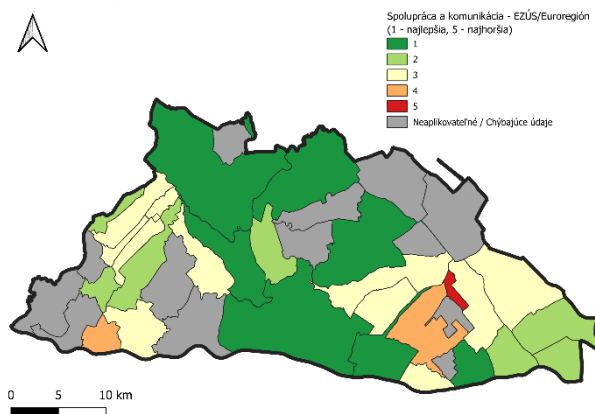 Spolupráca a komunikácia - EZÚS/Euroregión
(1 - najlepšia, 5 - najhoršia)
1
2
3
4
5
Neaplikovateľné / Chýbajúce údaje
0 5 10 km